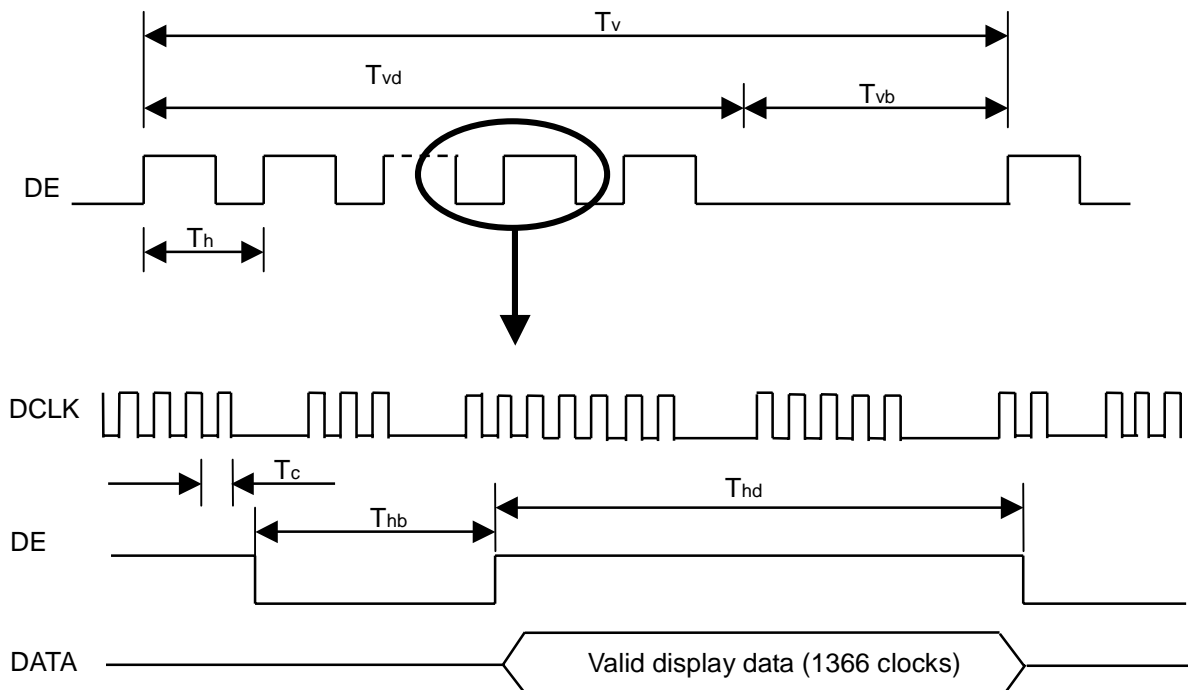 Tv
Tvd
Tvb
DE
Th
DCLK
Tc
Thd
Thb
DE
DATA
Valid display data (1366 clocks)